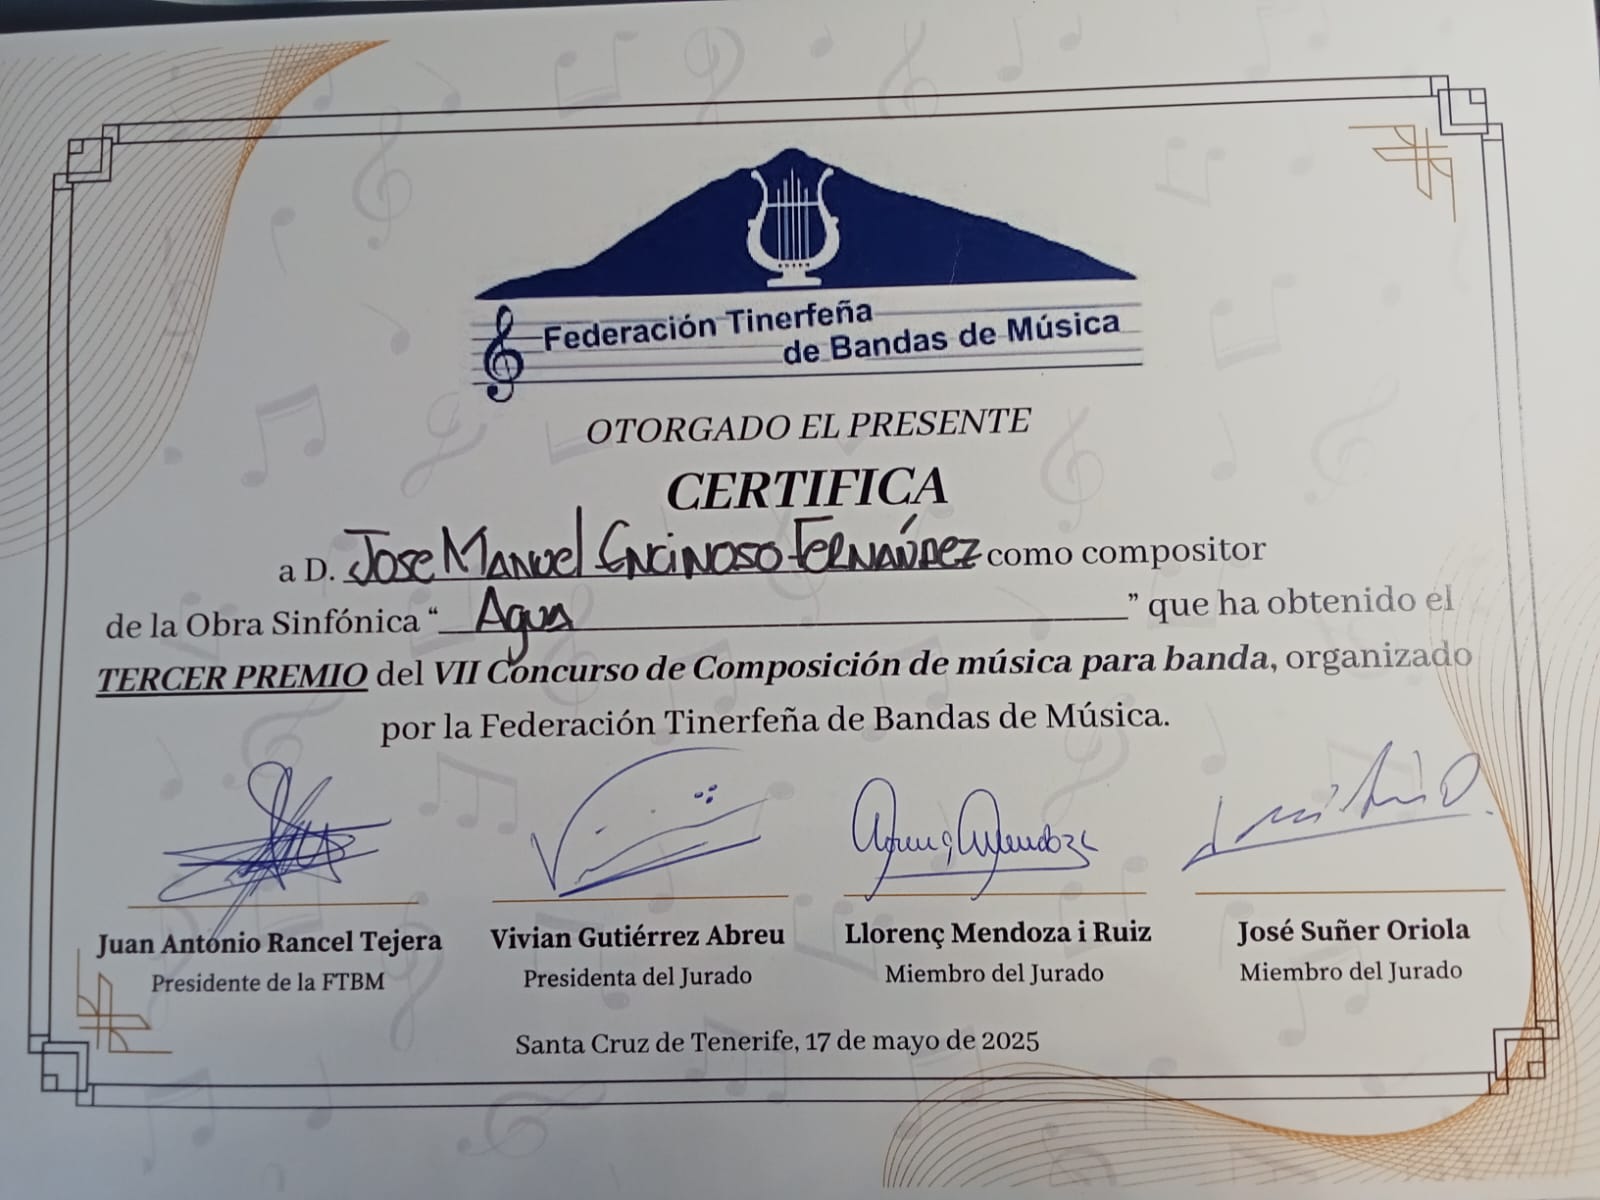 Federación Tinerfeña
de Bandas de Música
OTORGADO EL PRESENTE
CERTIFICA
a D. Jose Manuel Encinoso Fernández como compositor
de la Obra Sinfónica “ Agua ” que ha obtenido el
TERCER PREMIO del VII Concurso de Composición de música para banda, organizado
por la Federación Tinerfeña de Bandas de Música.
Juan Antonio Rancel Tejera Vivian Gutiérrez Abreu Llorenç Mendoza i Ruiz José Suñer Oriola
Presidente de la FTBM Presidenta del Jurado Miembro del Jurado Miembro del Jurado
Santa Cruz de Tenerife, 17 de mayo de 2025